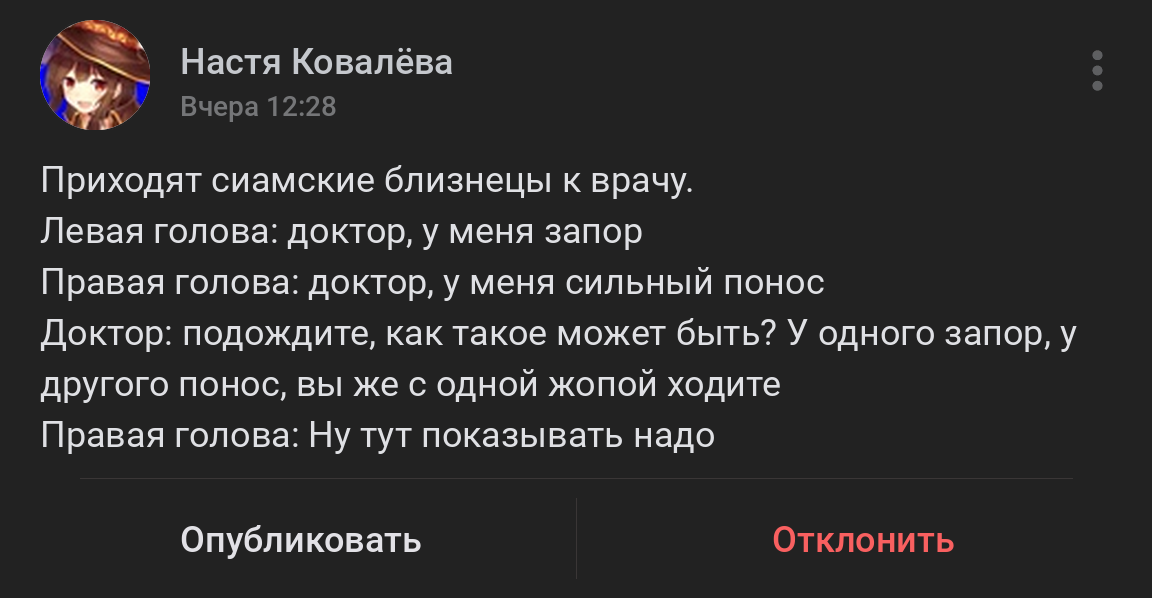 Настя Ковалёва
Вчера 12:28
Приходят сиамские близнецы к врачу.
Левая голова: доктор, у меня запор
Правая голова: доктор, у меня сильный понос
Доктор: подождите, как такое может быть? У одного запор, у
другого понос, вы же с одной жопой ходите
Правая голова: Ну тут показывать надо
Опубликовать
Отклонить